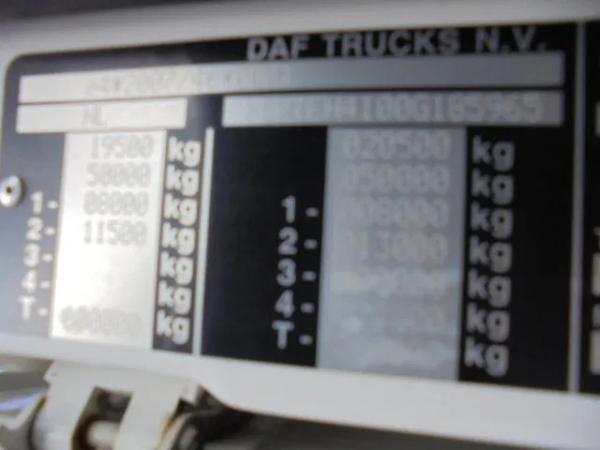 DAF TRUCKS N.V.
NL
19500 kg 020500 kg
50000 kg 050000 kg
1- 08000 kg 1- 008000 kg
2- 11500 kg 2- 013000 kg
3- kg 3- kg
4- kg 4- kg
T- kg T- kg